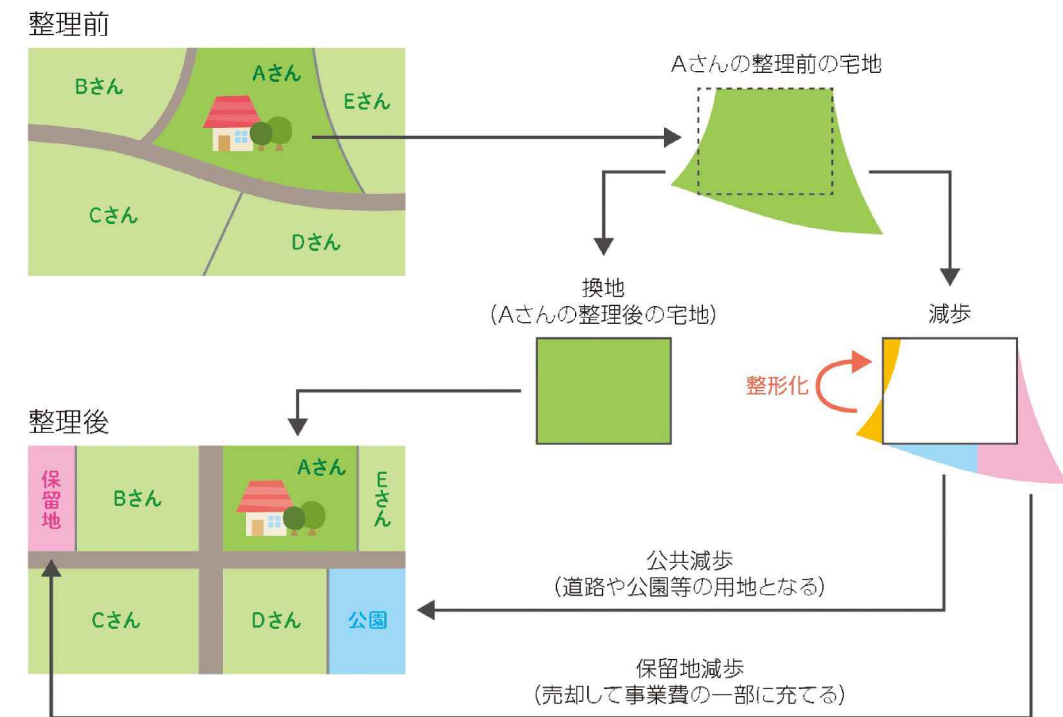 整理前
Bさん
Aさん
Eさん
Cさん
Dさん
Aさんの整理前の宅地
換地
(Aさんの整理後の宅地)
減歩
整形化
整理後
保留地
Bさん
Aさん
Eさん
Cさん
Dさん
公園
公共減歩
(道路や公園等の用地となる)
保留地減歩
(売却して事業費の一部に充てる)